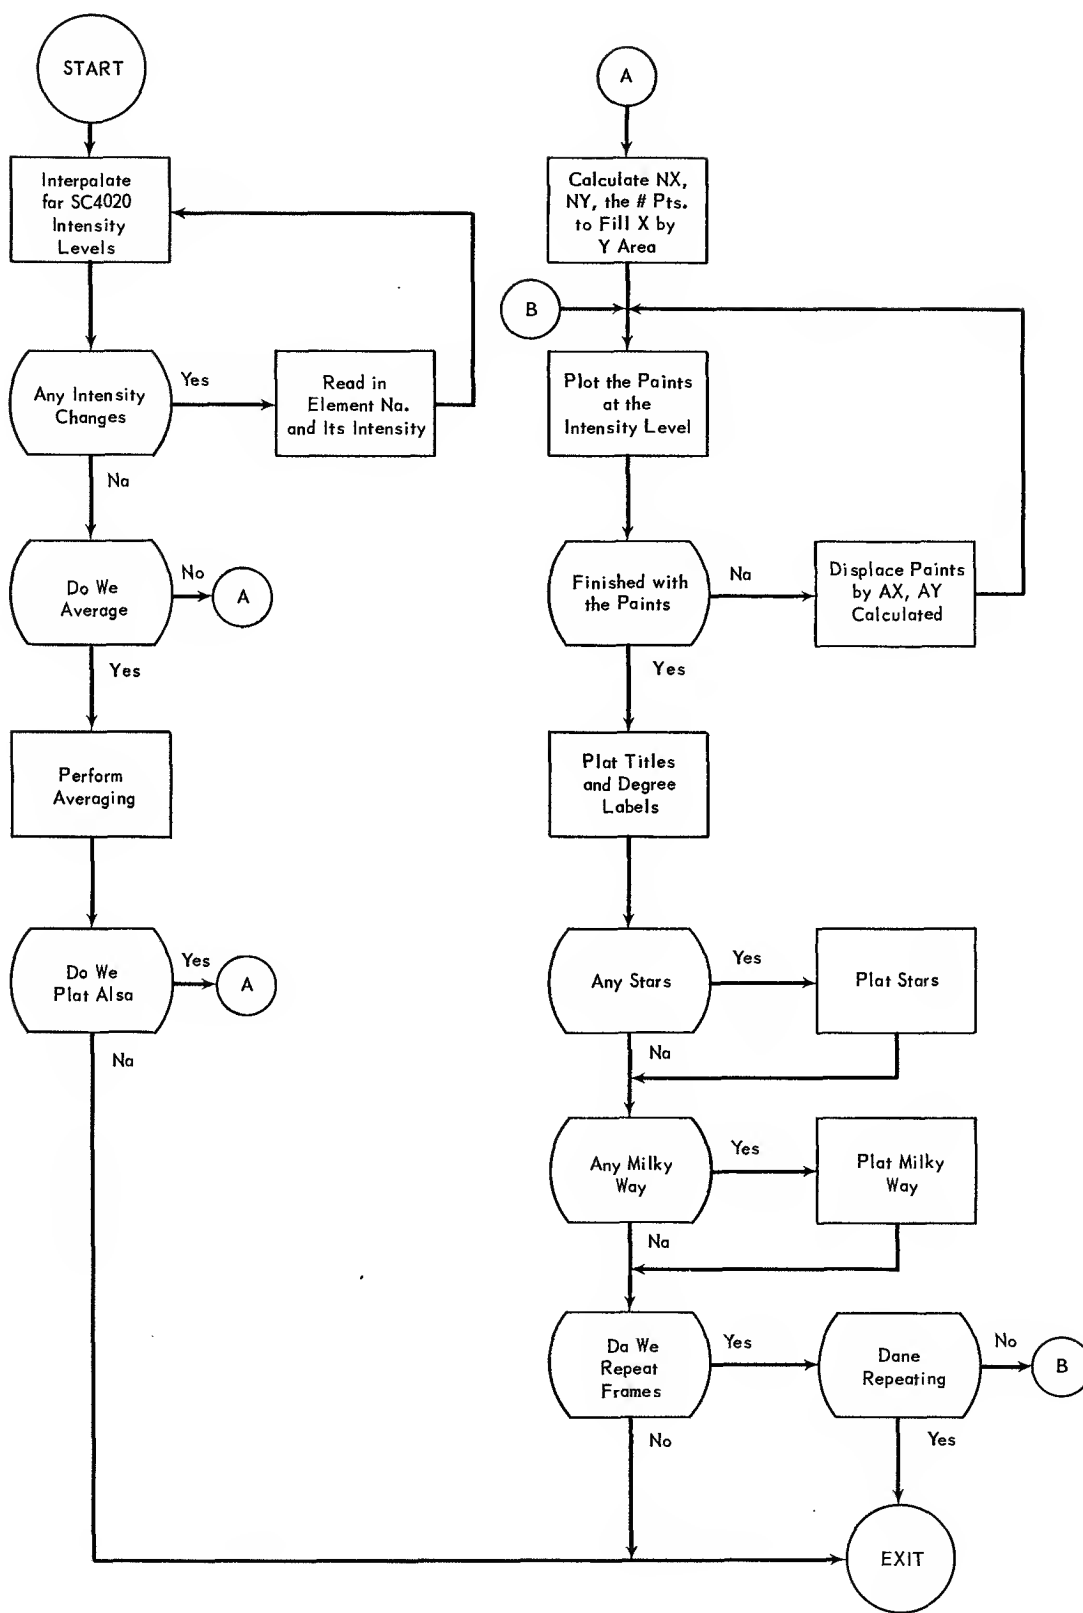 START
Interpalate
far SC4020
Intensity
Levels
Any Intensity
Changes
Yes
Read in
Element Na.
and Its Intensity
Na
Do We
Average
No
A
Yes
Perform
Averaging
Do We
Plat Alsa
Yes
A
Na
A
Calculate NX,
NY, the # Pts.
to Fill X by
Y Area
B
Plot the Paints
at the
Intensity Level
Finished with
the Paints
Na
Displace Paints
by AX, AY
Calculated
Yes
Plat Titles
and Degree
Labels
Any Stars
Yes
Plat Stars
Na
Any Milky
Way
Yes
Plat Milky
Way
Na
Da We
Repeat
Frames
Yes
Dane
Repeating
No
B
No
Yes
EXIT